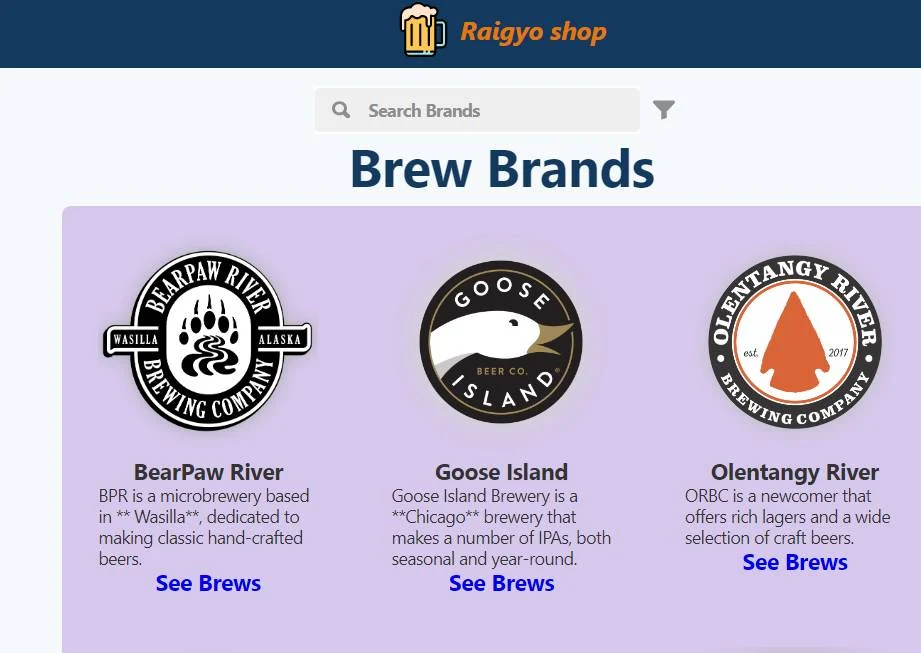 Raigyo shop
Search Brands
Brew Brands
BEARPAW RIVER
WASILLA
ALASKA
BREWING COMPANY
GOOSE
BEER CO.
ISLAND
OLENTANGY RIVER
est.
2017
BREWING COMPANY
BearPaw River
BPR is a microbrewery based
in ** Wasilla**, dedicated to
making classic hand-crafted
beers.
See Brews
Goose Island
Goose Island Brewery is a
**Chicago** brewery that
makes a number of IPAs, both
seasonal and year-round.
See Brews
Olentangy River
ORBC is a newcomer that
offers rich lagers and a wide
selection of craft beers.
See Brews